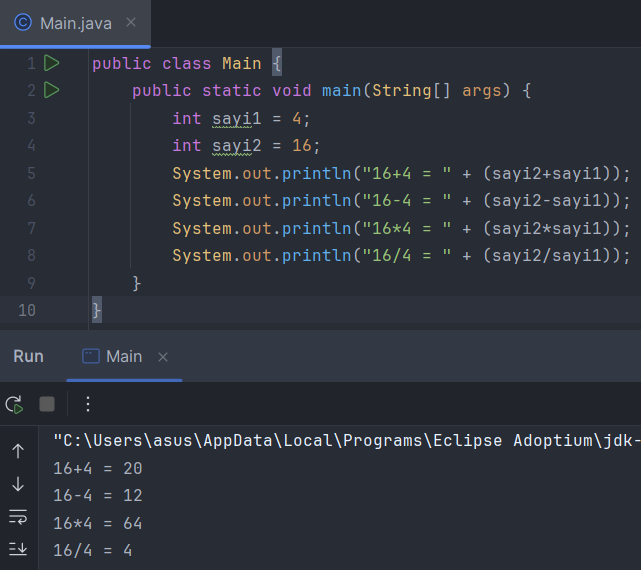 Main.java
1 public class Main {
2 public static void main(String[] args) {
3 int sayi1 = 4;
4 int sayi2 = 16;
5 System.out.println("16+4 = " + (sayi2+sayi1));
6 System.out.println("16-4 = " + (sayi2-sayi1));
7 System.out.println("16*4 = " + (sayi2*sayi1));
8 System.out.println("16/4 = " + (sayi2/sayi1));
9 }
10 }
Run Main
"C:\Users\asus\AppData\Local\Programs\Eclipse Adoptium\jdk-
16+4 = 20
16-4 = 12
16*4 = 64
16/4 = 4